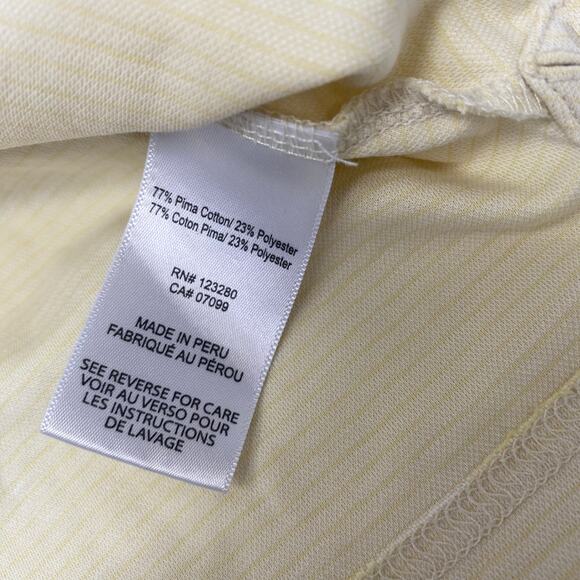 77% Pima Cotton/ 23% Polyester
77% Coton Pima/ 23% Polyester
RN# 123280
CA# 07099
MADE IN PERU
FABRIQUÉ AU PÉROU
SEE REVERSE FOR CARE
VOIR AU VERSO POUR
LES INSTRUCTIONS
DE LAVAGE